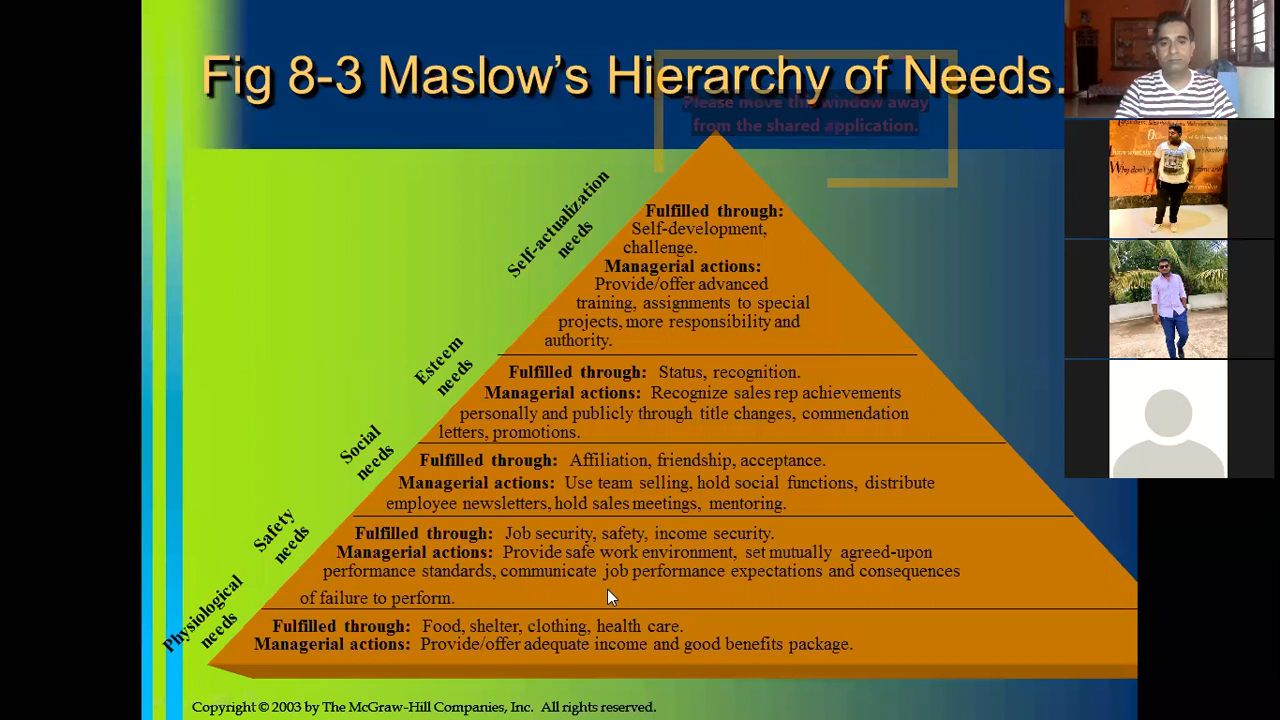 Fig 8-3 Maslow's Hierarchy of Needs.
Please move this window away
from the shared application.
Self-actualization
needs
Fulfilled through:
Self-development,
challenge.
Managerial actions:
Provide/offer advanced
training, assignments to special
projects, more responsibility and
authority.
Esteem
needs
Fulfilled through: Status, recognition.
Managerial actions: Recognize sales rep achievements
personally and publicly through title changes, commendation
letters, promotions.
Social
needs
Fulfilled through: Affiliation, friendship, acceptance.
Managerial actions: Use team selling, hold social functions, distribute
employee newsletters, hold sales meetings, mentoring.
Safety
needs
Fulfilled through: Job security, safety, income security.
Managerial actions: Provide safe work environment, set mutually agreed-upon
performance standards, communicate job performance expectations and consequences
of failure to perform.
Physiological
needs
Fulfilled through: Food, shelter, clothing, health care.
Managerial actions: Provide/offer adequate income and good benefits package.
Copyright © 2003 by The McGraw-Hill Companies, Inc. All rights reserved.